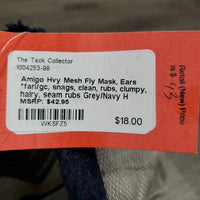 The Tack Collector
1004253-99
Amigo Hvy Mesh Fly Mask, Ears
*fair/gc, snags, clean, rubs, clumpy,
hairy, seam rubs Grey/Navy H
MSRP: $42.95
WKSFZ5
$18.00
Retail (New) Price
is $ 43